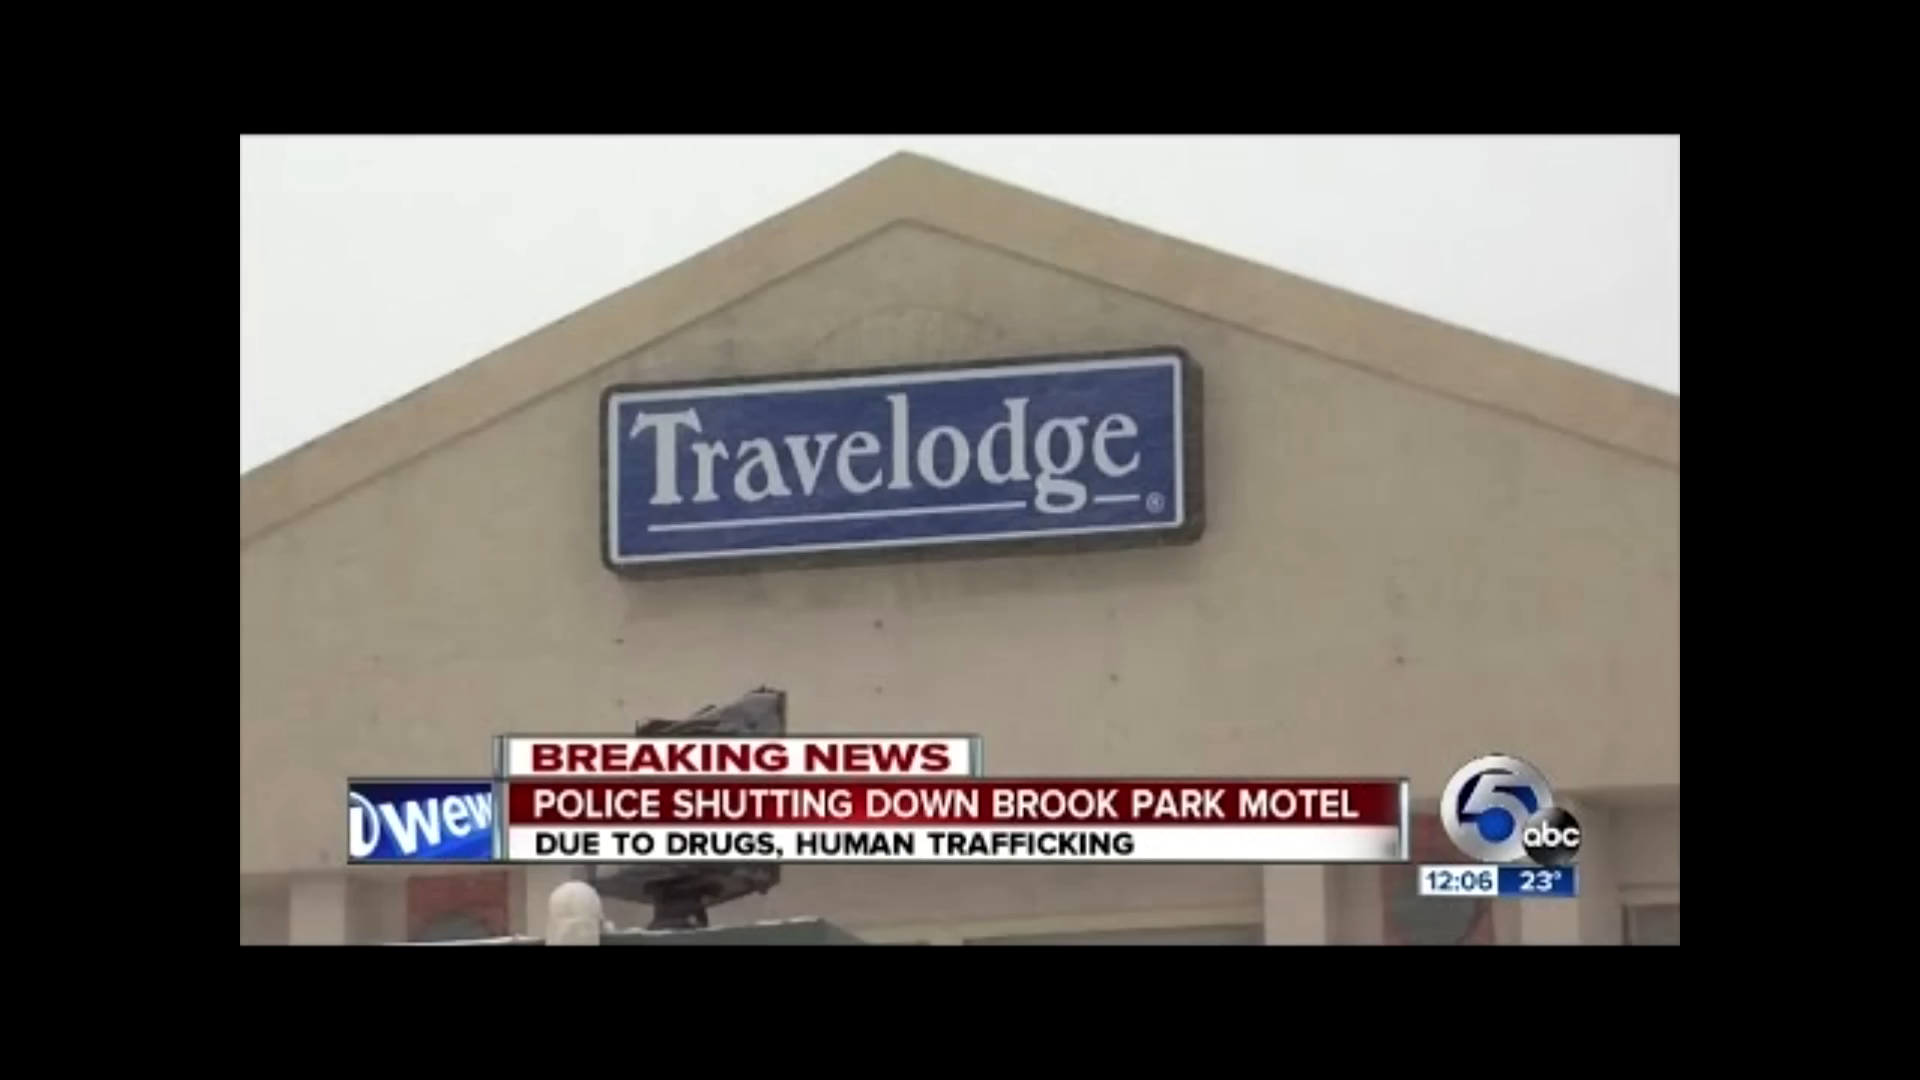 Travelodge
®
BREAKING NEWS
wew
POLICE SHUTTING DOWN BROOK PARK MOTEL
DUE TO DRUGS, HUMAN TRAFFICKING
5
abc
12:06 23°